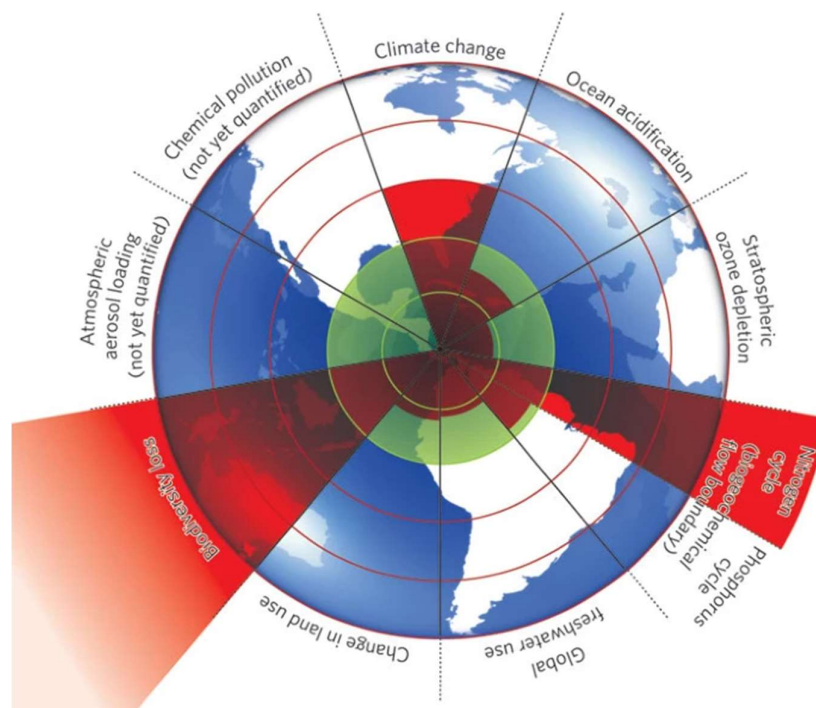 Climate change
Ocean acidification
Stratospheric
ozone depletion
Nitrogen
cycle
(biogeochemical
flow boundary)
Phosphorus
cycle
Global
freshwater use
Change in land use
Biodiversity loss
Atmospheric
aerosol loading
(not yet quantified)
Chemical pollution
(not yet quantified)